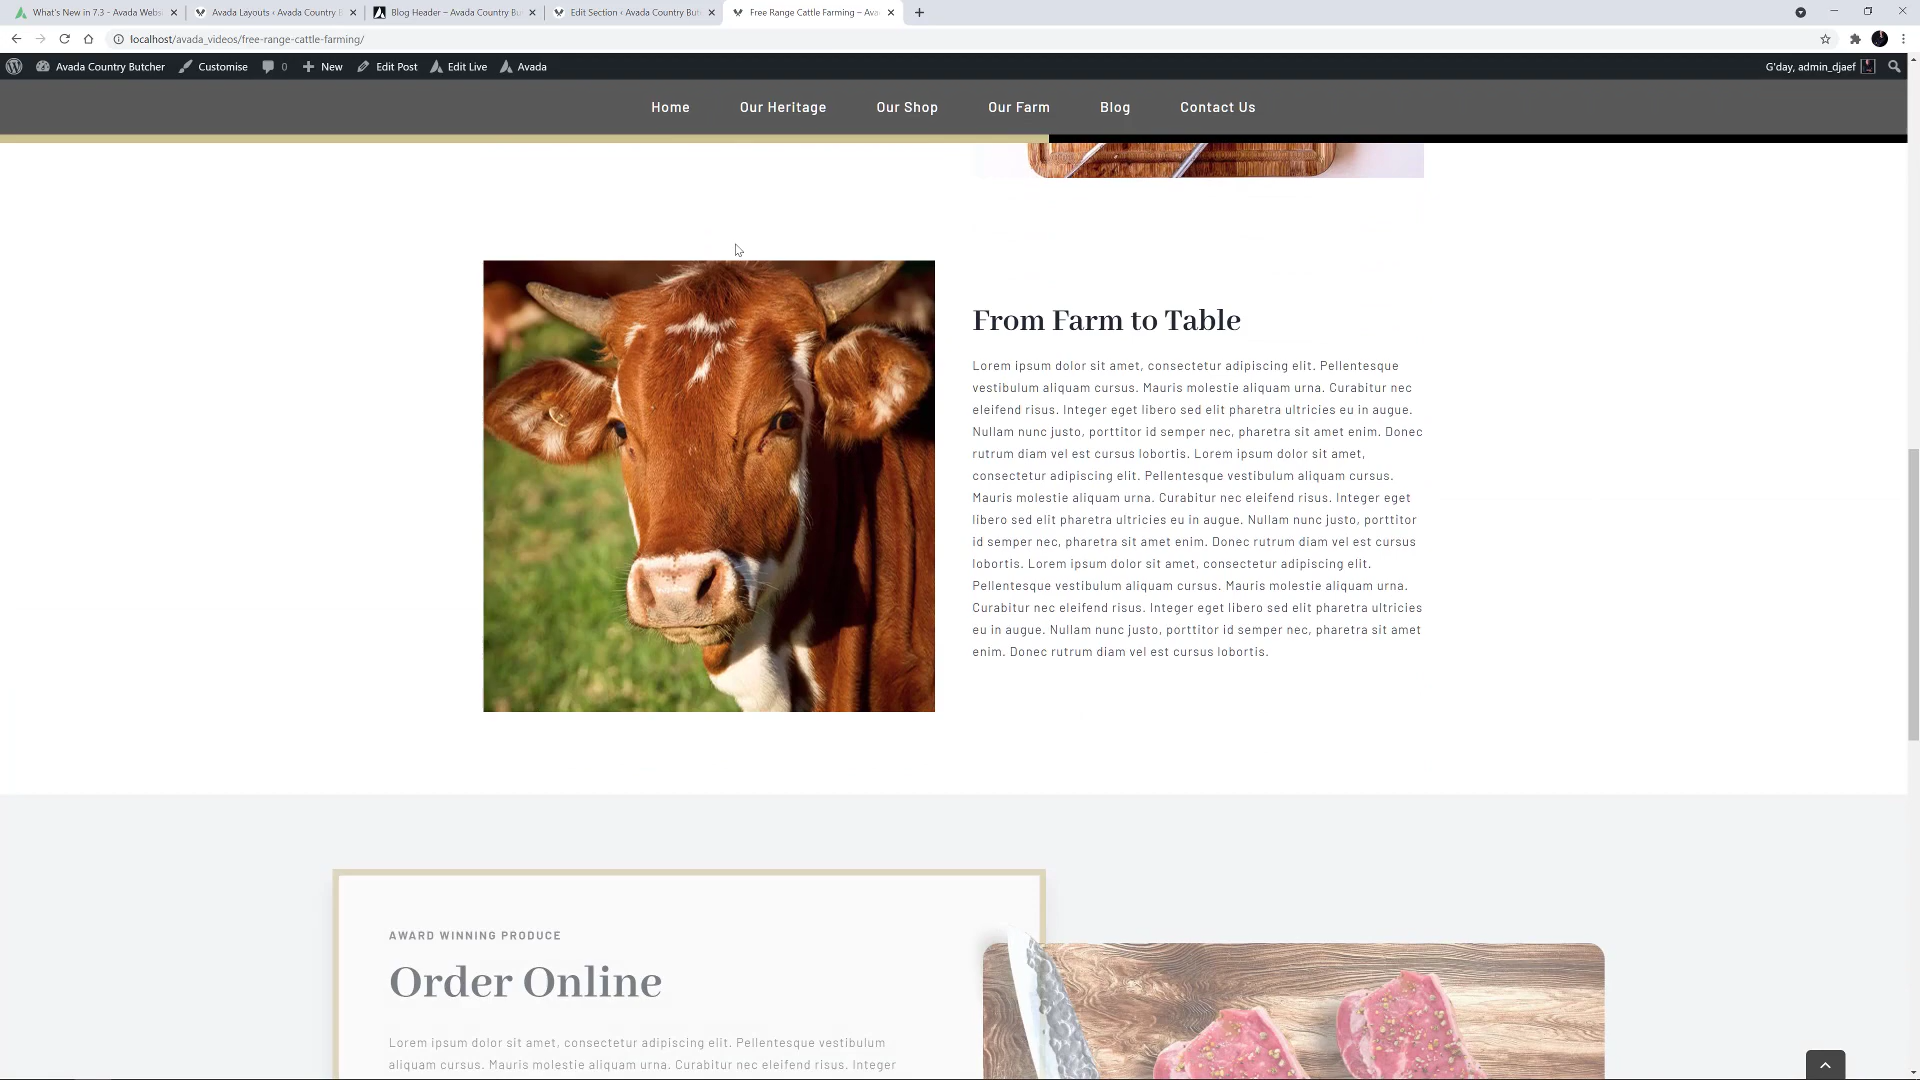 What's New in 7.3 - Avada Webs
Avada Layouts ‹ Avada Country B
Blog Header – Avada Country Bu
Edit Section ‹ Avada Country But
Free Range Cattle Farming – Ava
localhost/avada_videos/free-range-cattle-farming/
Avada Country Butcher
0
New
Edit Post
Edit Live
Avada
Customise
G'day, admin_djaef
Home
Our Heritage
Our Shop
Our Farm
Blog
Contact Us
From Farm to Table
Lorem ipsum dolor sit amet, consectetur adipiscing elit. Pellentesque
vestibulum aliquam cursus. Mauris molestie aliquam urna. Curabitur nec
eleifend risus. Integer eget libero sed elit pharetra ultricies eu in augue.
Nullam nunc justo, porttitor id semper nec, pharetra sit amet enim. Donec
rutrum diam vel est cursus lobortis. Lorem ipsum dolor sit amet,
consectetur adipiscing elit. Pellentesque vestibulum aliquam cursus.
Mauris molestie aliquam urna. Curabitur nec eleifend risus. Integer eget
libero sed elit pharetra ultricies eu in augue. Nullam nunc justo, porttitor
id semper nec, pharetra sit amet enim. Donec rutrum diam vel est cursus
lobortis. Lorem ipsum dolor sit amet, consectetur adipiscing elit.
Pellentesque vestibulum aliquam cursus. Mauris molestie aliquam urna.
Curabitur nec eleifend risus. Integer eget libero sed elit pharetra ultricies
eu in augue. Nullam nunc justo, porttitor id semper nec, pharetra sit amet
enim. Donec rutrum diam vel est cursus lobortis.
AWARD WINNING PRODUCE
Order Online
Lorem ipsum dolor sit amet, consectetur adipiscing elit. Pellentesque vestibulum
aliquam cursus. Mauris molestie aliquam urna. Curabitur nec eleifend risus. Integer